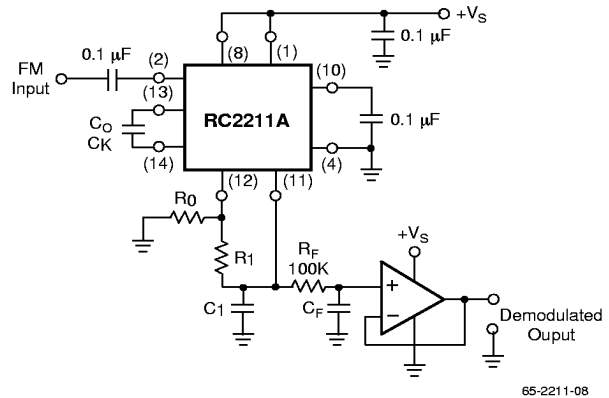 +VS
0.1 µF
(8)
(1)
0.1 µF
FM
Input
(2)
(10)
(13)
RC2211A
0.1 µF
CO
CK
(14)
(4)
(12)
(11)
R0
R1
RF
100K
+VS
C1
CF
+
−
Demodulated
Ouput
65-2211-08